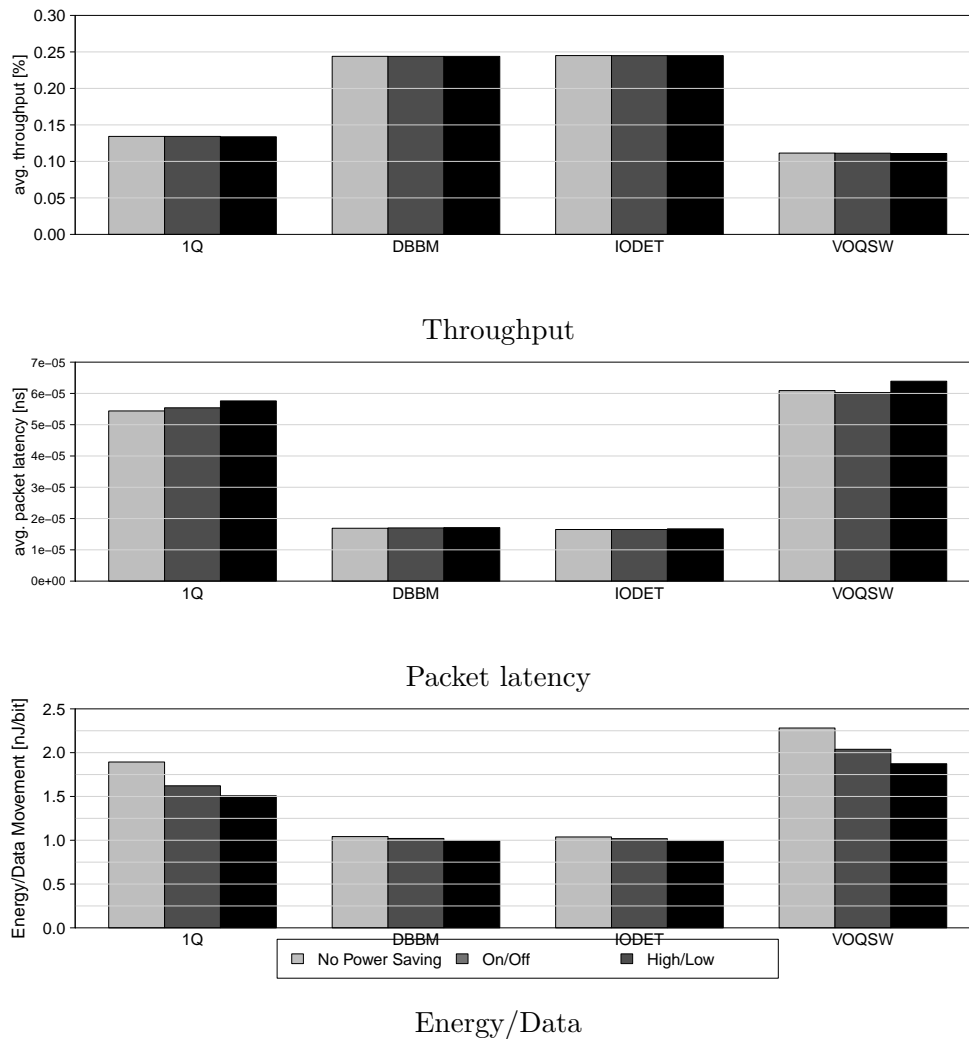 avg. throughput [%]
0.30
0.25
0.20
0.15
0.10
0.05
0.00
1Q DBBM IODET VOQSW
Throughput
avg. packet latency [ns]
7e−05
6e−05
5e−05
4e−05
3e−05
2e−05
1e−05
0e+00
1Q DBBM IODET VOQSW
Packet latency
Energy/Data Movement [nJ/bit]
2.5
2.0
1.5
1.0
0.5
0.0
1Q DBBM IODET VOQSW
No Power Saving On/Off High/Low
Energy/Data